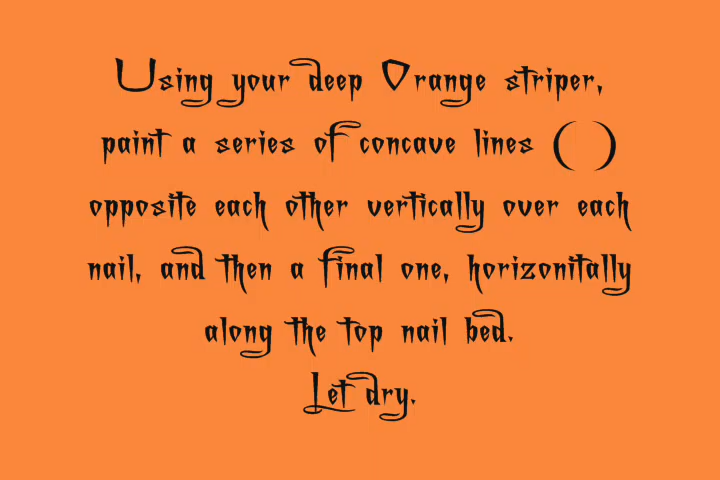 Using your deep Orange striper,
paint a series of concave lines ( )
opposite each other vertically over each
nail, and then a final one, horizonitally
along the top nail bed.
Let dry.